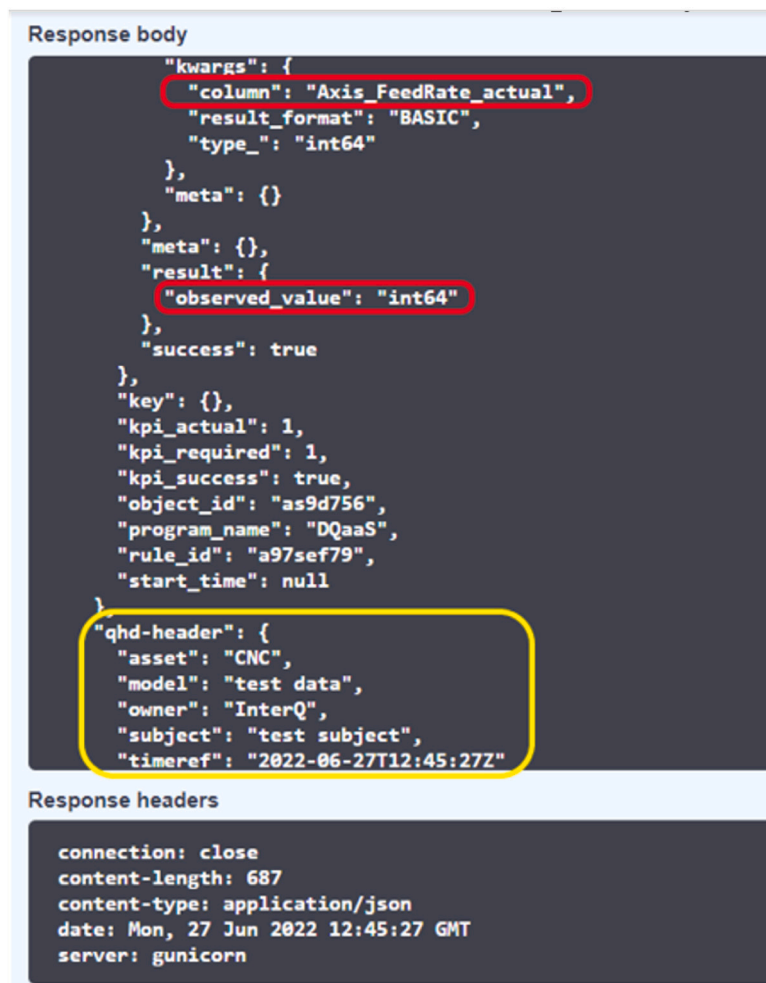 Response body
"kwargs": {
"column": "Axis_FeedRate_actual",
"result_format": "BASIC",
"type_": "int64"
},
"meta": {}
},
"meta": {},
"result": {
"observed_value": "int64"
},
"success": true
},
"key": {},
"kpi_actual": 1,
"kpi_required": 1,
"kpi_success": true,
"object_id": "as9d756",
"program_name": "DQaaS",
"rule_id": "a97sef79",
"start_time": null
},
"qhd-header": {
"asset": "CNC",
"model": "test data",
"owner": "InterQ",
"subject": "test subject",
"timeref": "2022-06-27T12:45:27Z"
Response headers
connection: close
content-length: 687
content-type: application/json
date: Mon, 27 Jun 2022 12:45:27 GMT
server: gunicorn